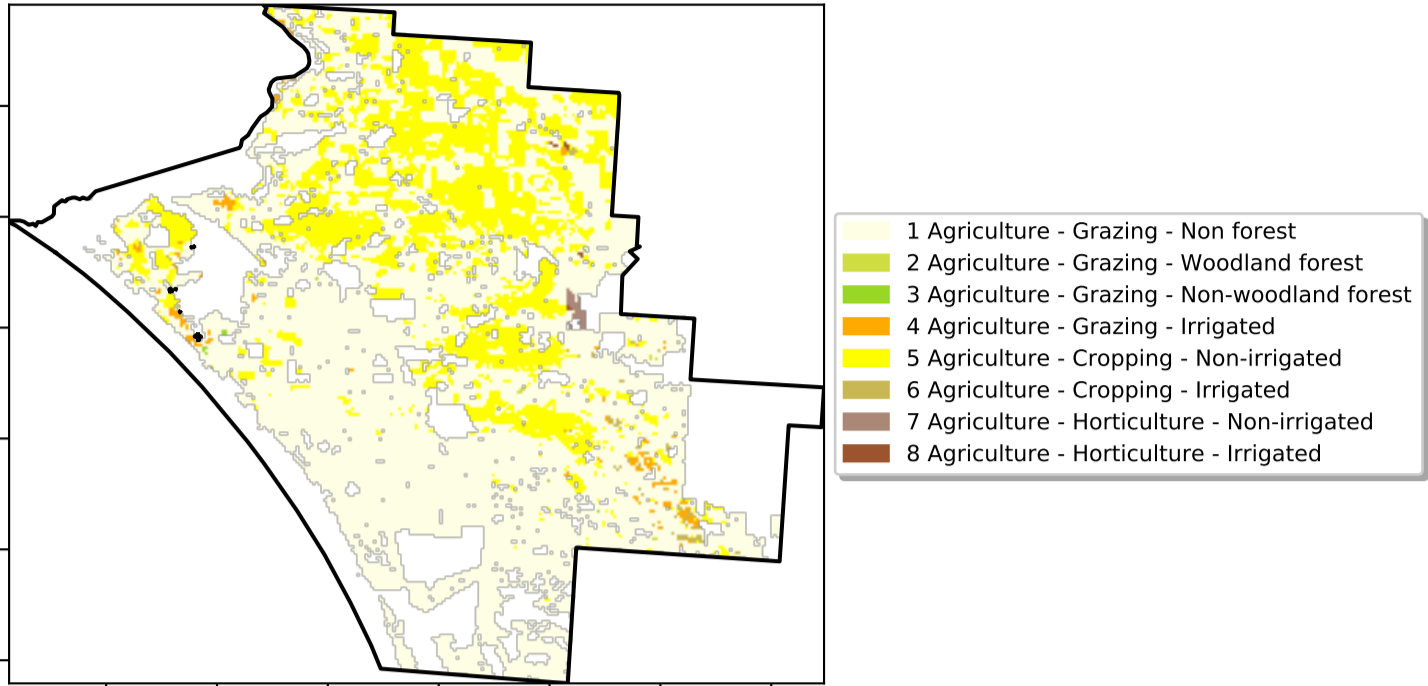 1 Agriculture - Grazing - Non forest
2 Agriculture - Grazing - Woodland forest
3 Agriculture - Grazing - Non-woodland forest
4 Agriculture - Grazing - Irrigated
5 Agriculture - Cropping - Non-irrigated
6 Agriculture - Cropping - Irrigated
7 Agriculture - Horticulture - Non-irrigated
8 Agriculture - Horticulture - Irrigated